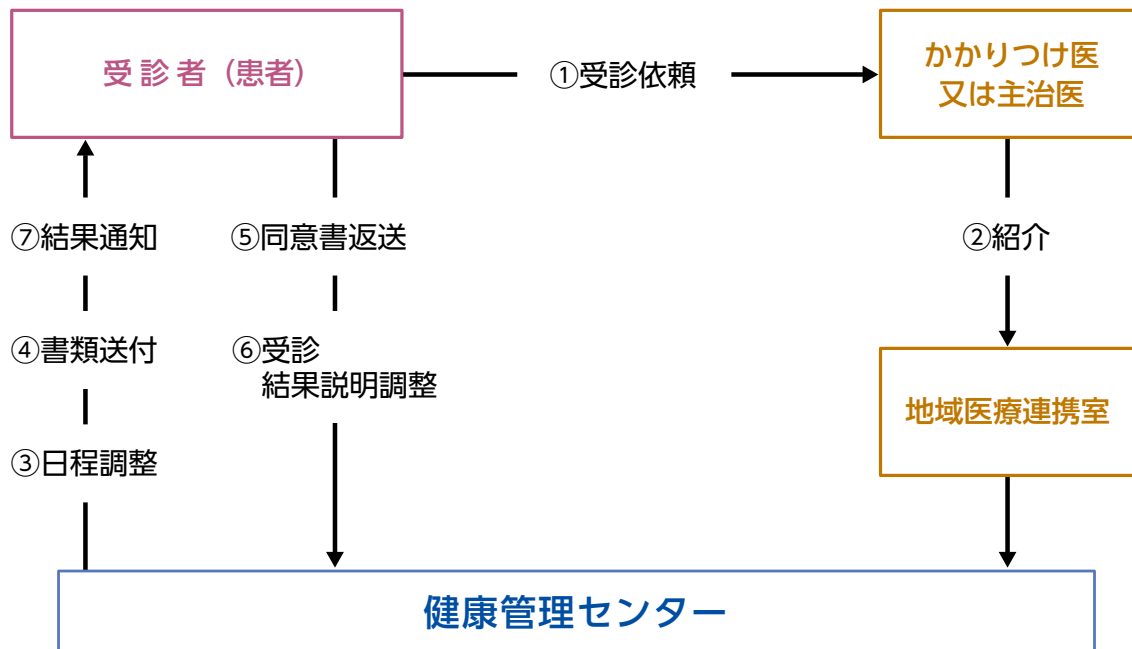 受診者（患者）
①受診依頼
かかりつけ医
又は主治医
⑦結果通知
⑤同意書返送
②紹介
④書類送付
⑥受診
結果説明調整
地域医療連携室
③日程調整
健康管理センター